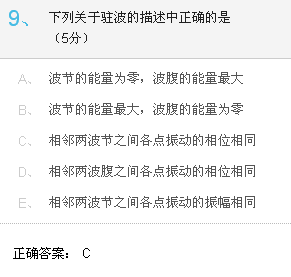 9、 下列关于驻波的描述中正确的是
（5分）
A、 波节的能量为零，波腹的能量最大
B、 波节的能量最大，波腹的能量为零
C、 相邻两波节之间各点振动的相位相同
D、 相邻两波腹之间各点振动的相位相同
E、 相邻两波节之间各点振动的振幅相同
正确答案： C